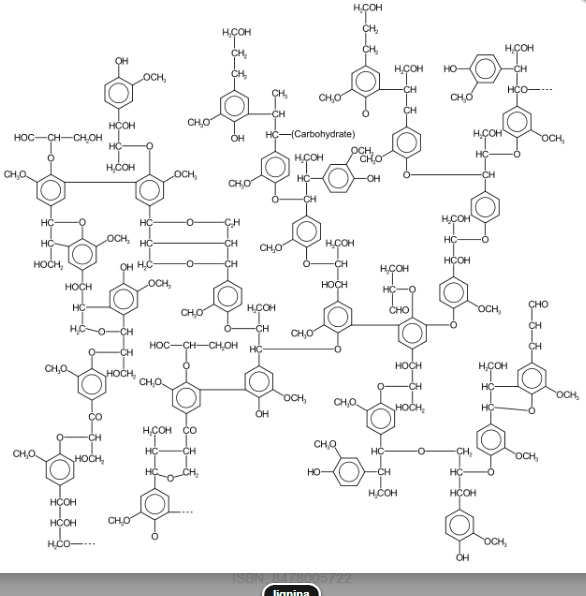 H₂COH
H₂COH
CH₂
CH₂
CH₂
CH₂
H₂COH
OH
OCH₃
HO
CH
H₂COH
CH₃O
HCO
CH₃
CH₃O
O
CH
CH
CH₃O
OH
CH
HC—(Carbohydrate)
HCOH
HC
O
H₂COH
HOC—CH—CH₂OH
O
H₂COH
HC
O
OCH₃
OCH₃
CH₃O
H₂COH
HC
OH
CH
CH₃O
OCH₃
CH₃O
O
CH
O
CH
HC
O
HC
O
C₂H
H₂COH
HC
O
HC
OCH₃
HC
CH
CH₃O
H₂COH
HCOH
HOCH₂
OH
H₂C
O
CH
O
CH
H₂COH
HOCH
OCH₃
HOC
HC
O
CHO
CHO
HC
CH₃O
H₂COH
OCH₃
CH
H₂C
O
CH
O
CH
CH₃O
O
CH
HOC—CH—CH₂OH
HC
O
O
CH
HOCH
H₂COH
CH₃O
HOCH₂
CH₃O
O
CH
HC
OCH₃
OCH₃
CH₃O
HOCH₂
HC
O
CO
OH
H₂COH
CO
O
CH
HC
CH
CH₃O
HC
O
CH₂
OCH₃
CH₃O
HOCH₂
HC
O
CH₂
HO
CH
HC
O
HCOH
H₂COH
HCOH
HCOH
CH₃O
O
OCH₃
H₂CO
OH
ISBN: 8478005722
lignina